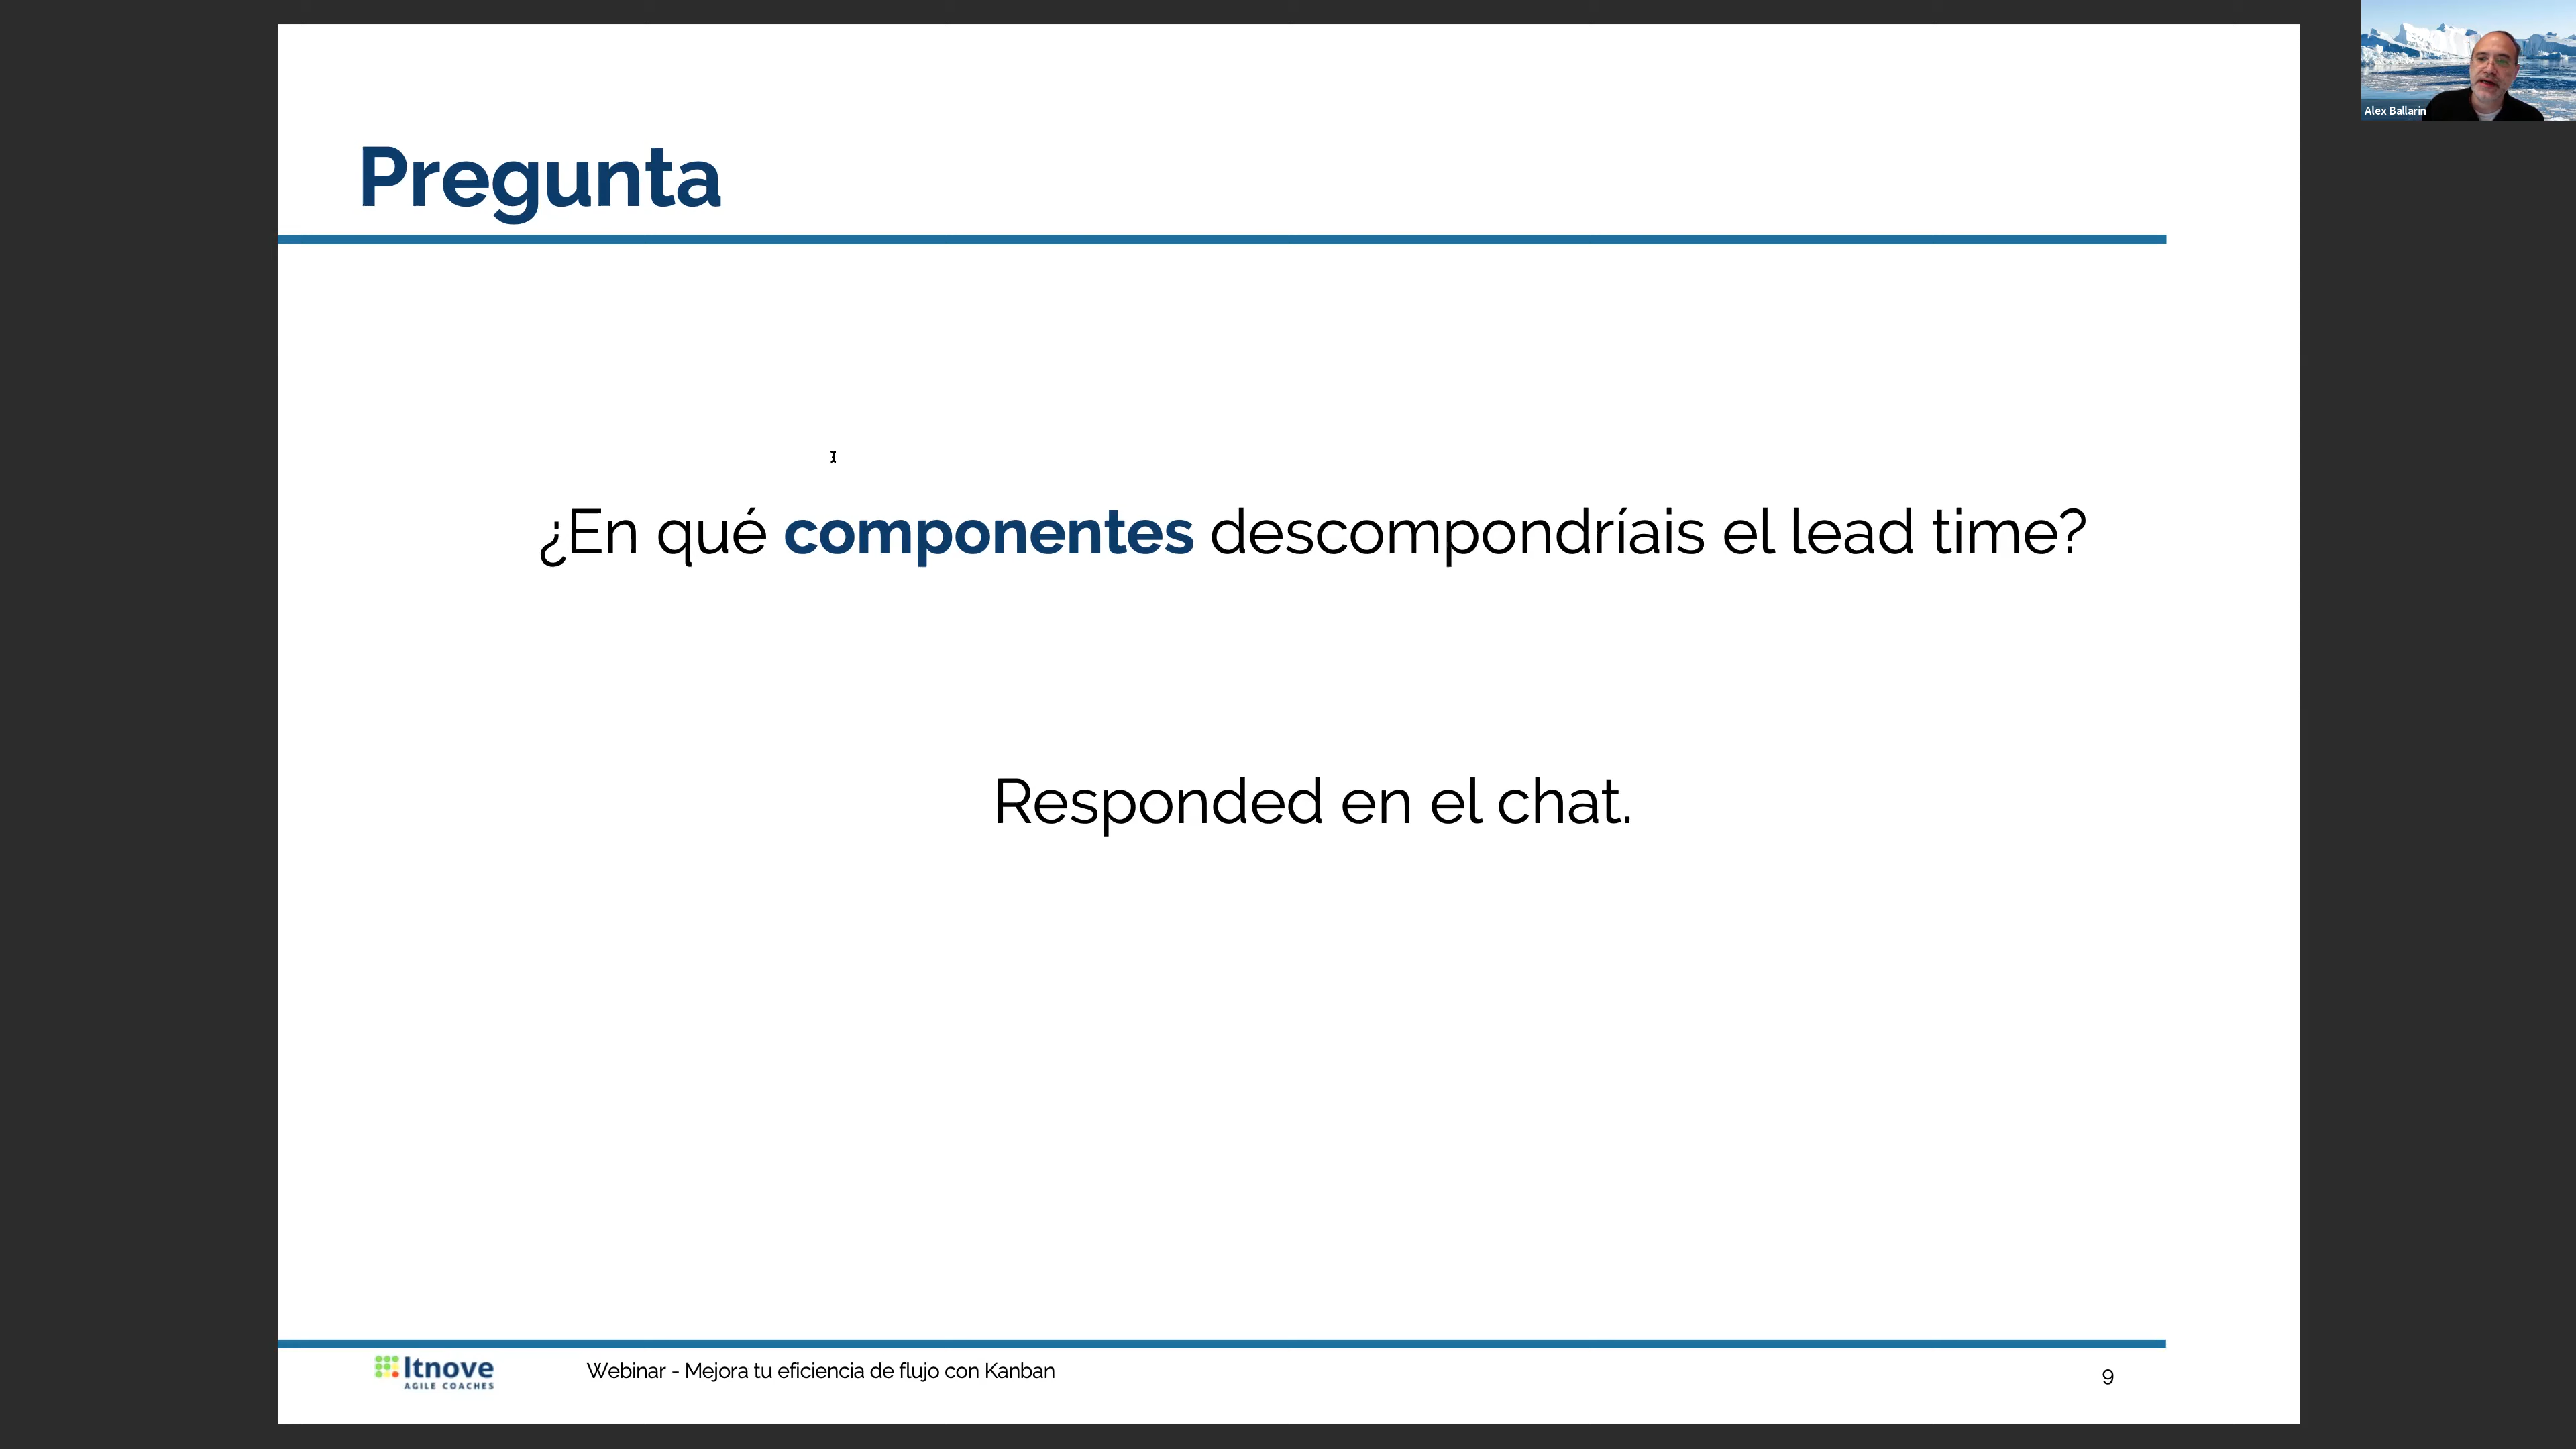 Alex Ballarin
Pregunta
¿En qué componentes descompondríais el lead time?
Responded en el chat.
Itnove
AGILE COACHES
Webinar - Mejora tu eficiencia de flujo con Kanban
9